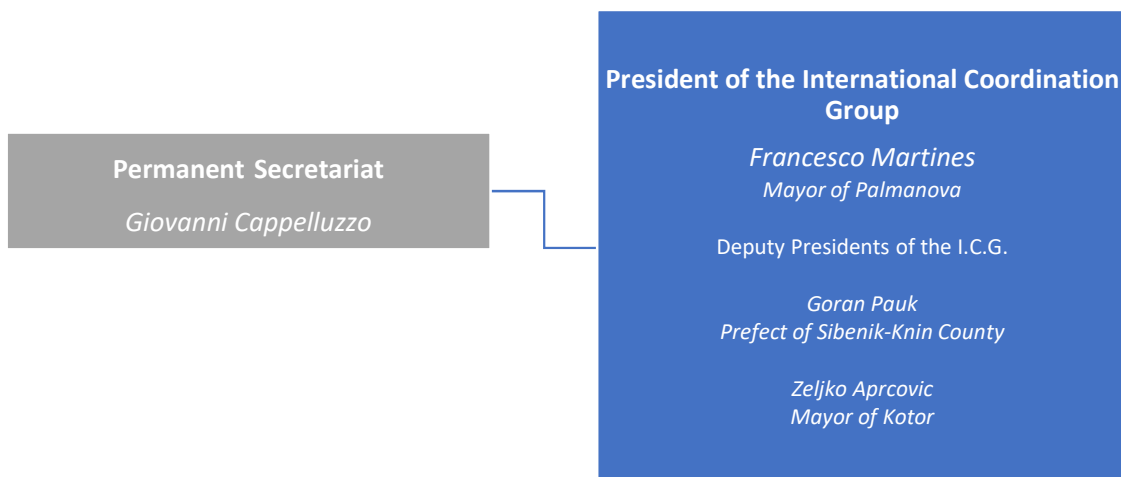 Permanent Secretariat
Giovanni Cappelluzzo
President of the International Coordination
Group
Francesco Martines
Mayor of Palmanova
Deputy Presidents of the I.C.G.
Goran Pauk
Prefect of Sibenik-Knin County
Zeljko Aprcovic
Mayor of Kotor